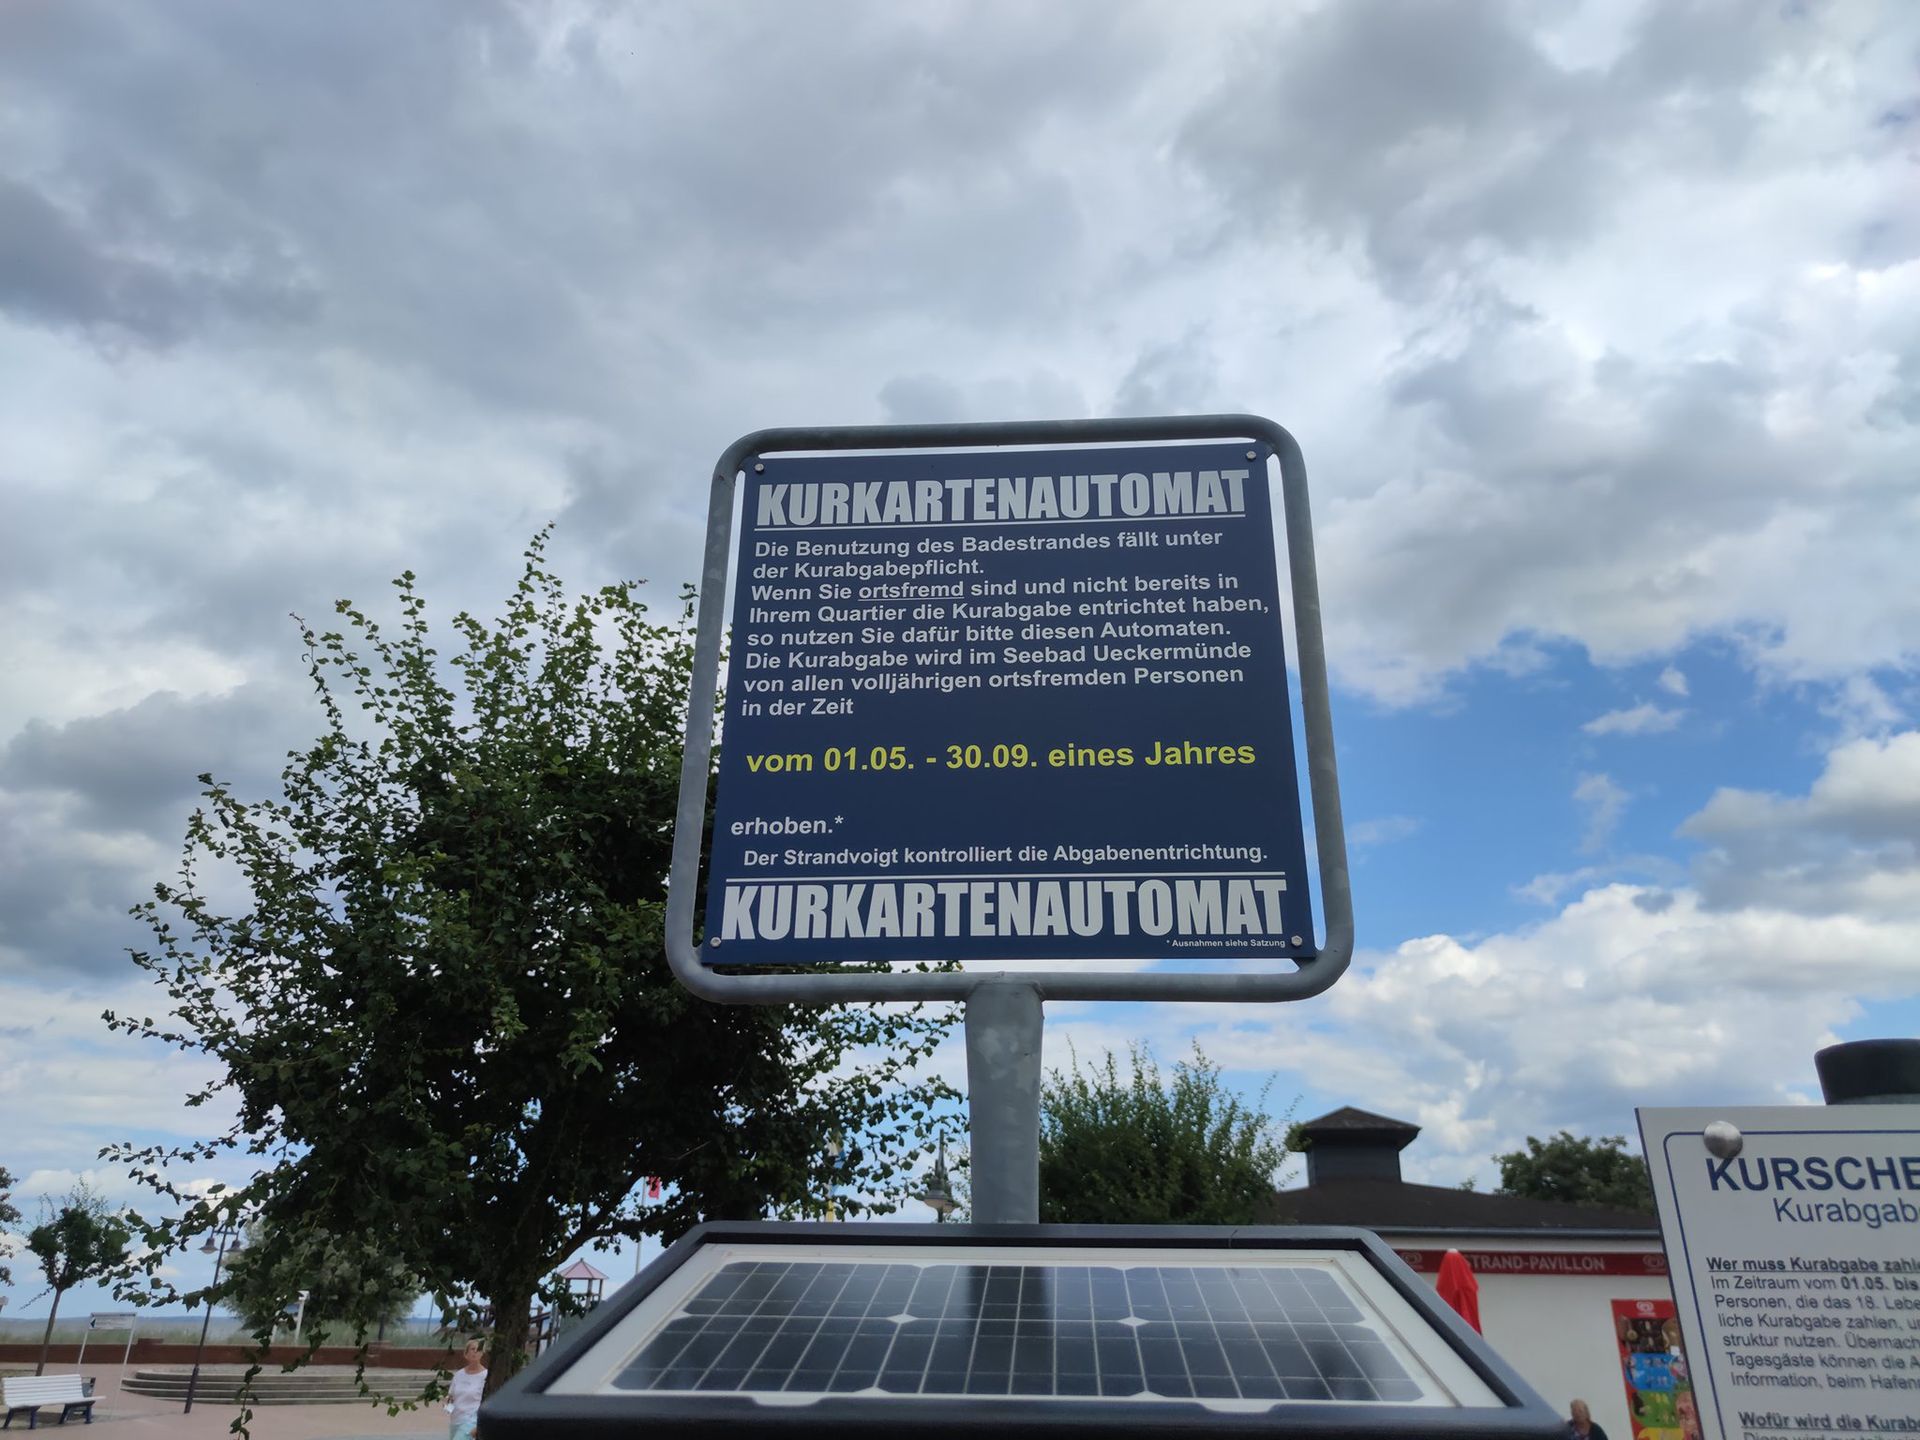 KURKARTENAUTOMAT
Die Benutzung des Badestrandes fällt unter
der Kurabgabepflicht.
Wenn Sie ortsfremd sind und nicht bereits in
Ihrem Quartier die Kurabgabe entrichtet haben,
so nutzen Sie dafür bitte diesen Automaten.
Die Kurabgabe wird im Seebad Ueckermünde
von allen volljährigen ortsfremden Personen
in der Zeit
vom 01.05. - 30.09. eines Jahres
erhoben.*
Der Strandvoigt kontrolliert die Abgabenentrichtung.
KURKARTENAUTOMAT
* Ausnahmen siehe Satzung
STRAND-PAVILLON
KURSCHE
Kurabgab
Wer muss Kurabgabe zahle
Im Zeitraum vom 01.05. bis
Personen, die das 18. Lebe
liche Kurabgabe zahlen, u
struktur nutzen. Übernach
Tagesgäste können die A
Information, beim Hafen
Wofür wird die Kurab